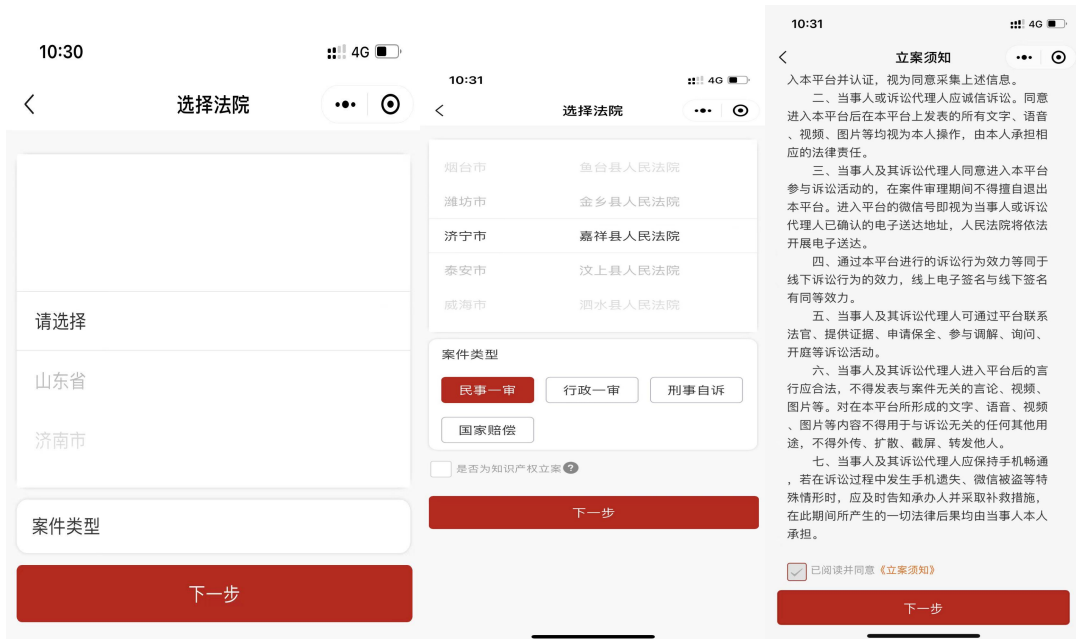 10:30
4G
选择法院
请选择
山东省
济南市
案件类型
下一步
10:31
4G
选择法院
烟台市 鱼台县人民法院
潍坊市 金乡县人民法院
济宁市 嘉祥县人民法院
泰安市 汶上县人民法院
威海市 泗水县人民法院
案件类型
民事一审 行政一审 刑事自诉
国家赔偿
是否为知识产权立案?
下一步
10:31
4G
立案须知
入本平台并认证，视为同意采集上述信息。
二、当事人或诉讼代理人应诚信诉讼。同意
进入本平台后在本平台上发表的所有文字、语音
、视频、图片等均视为本人操作，由本人承担相
应的法律责任。
三、当事人及其诉讼代理人同意进入本平台
参与诉讼活动的，在案件审理期间不得擅自退出
本平台。进入平台的微信号即视为当事人或诉讼
代理人已确认的电子送达地址，人民法院将依法
开展电子送达。
四、通过本平台进行的诉讼行为效力等同于
线下诉讼行为的效力，线上电子签名与线下签名
有同等效力。
五、当事人及其诉讼代理人可通过平台联系
法官、提供证据、申请保全、参与调解、询问、
开庭等诉讼活动。
六、当事人及其诉讼代理人进入平台后的言
行应合法，不得发表与案件无关的言论、视频、
图片等。对在本平台所形成的文字、语音、视频
、图片等内容不得用于与诉讼无关的任何其他用
途，不得外传、扩散、截屏、转发他人。
七、当事人及其诉讼代理人应保持手机畅通
，若在诉讼过程中发生手机遗失、微信被盗等特
殊情形时，应及时告知承办人并采取补救措施，
在此期间所产生的一切法律后果均由当事人本人
承担。
已阅读并同意《立案须知》
下一步